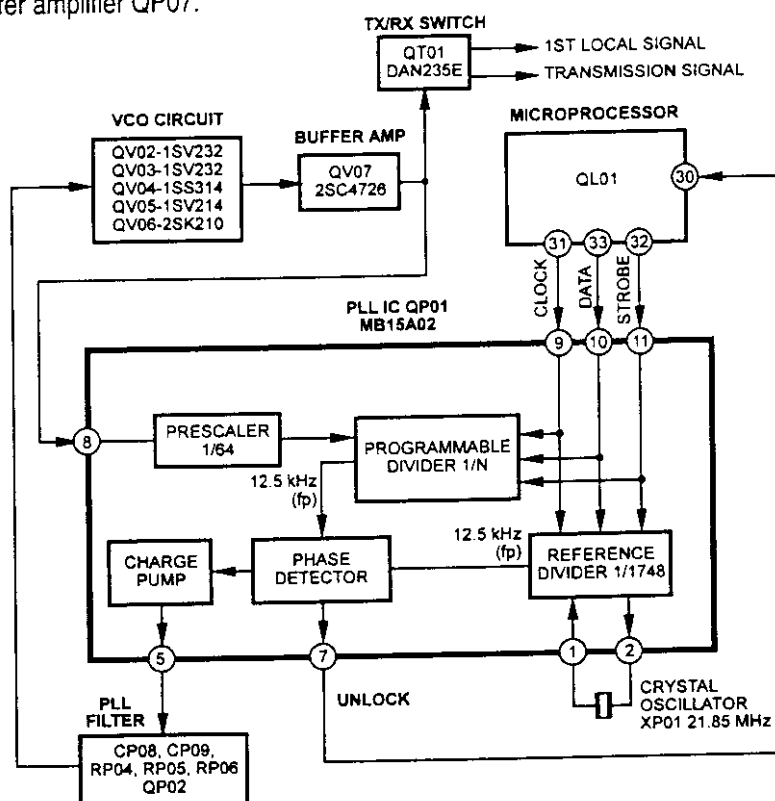 er amplifier QP07.
TX/RX SWITCH
QT01
DAN235E
1ST LOCAL SIGNAL
TRANSMISSION SIGNAL
VCO CIRCUIT
QV02-1SV232
QV03-1SV232
QV04-1SS314
QV05-1SV214
QV06-2SK210
BUFFER AMP
QV07
2SC4726
MICROPROCESSOR
QL01
30
31
33
32
CLOCK
DATA
STROBE
PLL IC QP01
MB15A02
9
10
11
8
PRESCALER
1/64
PROGRAMMABLE
DIVIDER 1/N
12.5 kHz
(fp)
12.5 kHz
(fp)
CHARGE
PUMP
PHASE
DETECTOR
REFERENCE
DIVIDER 1/1748
5
7
1
2
UNLOCK
CRYSTAL
OSCILLATOR
XP01 21.85 MHz
PLL
FILTER
CP08, CP09,
RP04, RP05, RP06
QP02